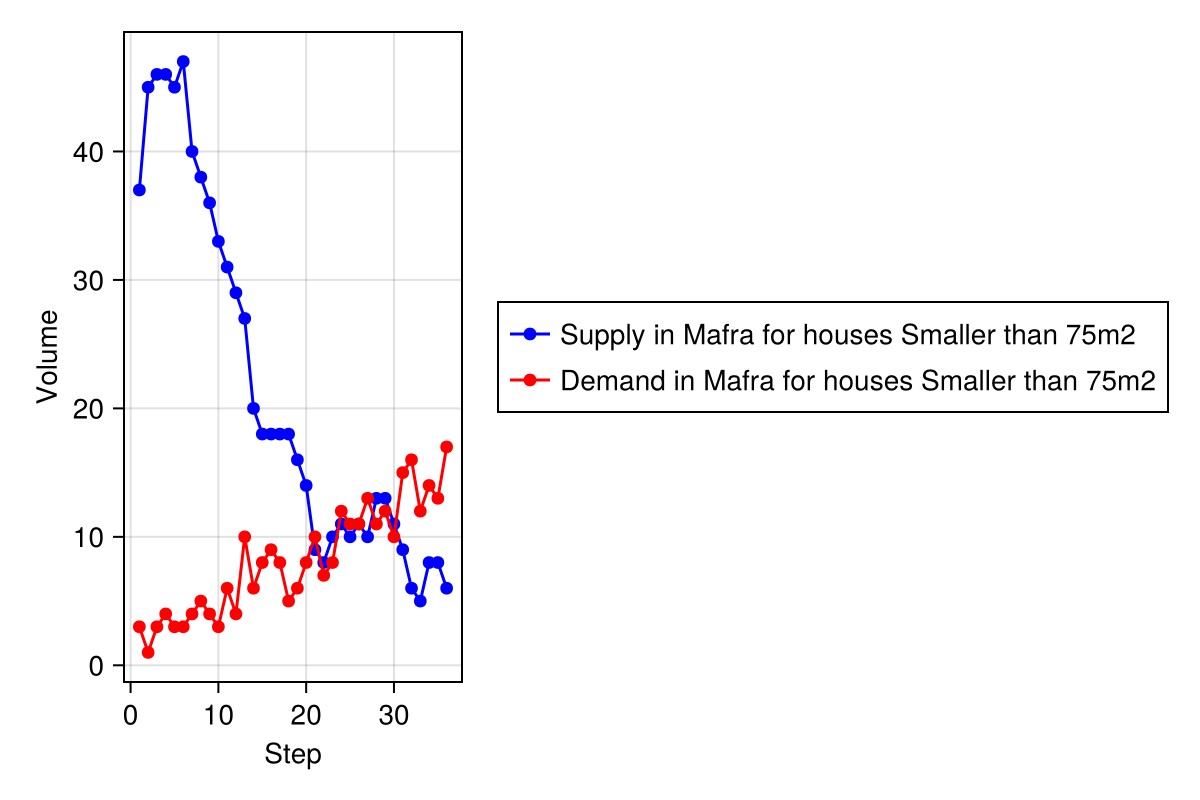 40
30
20
10
0
Volume
0 10 20 30
Step
Supply in Mafra for houses Smaller than 75m2
Demand in Mafra for houses Smaller than 75m2